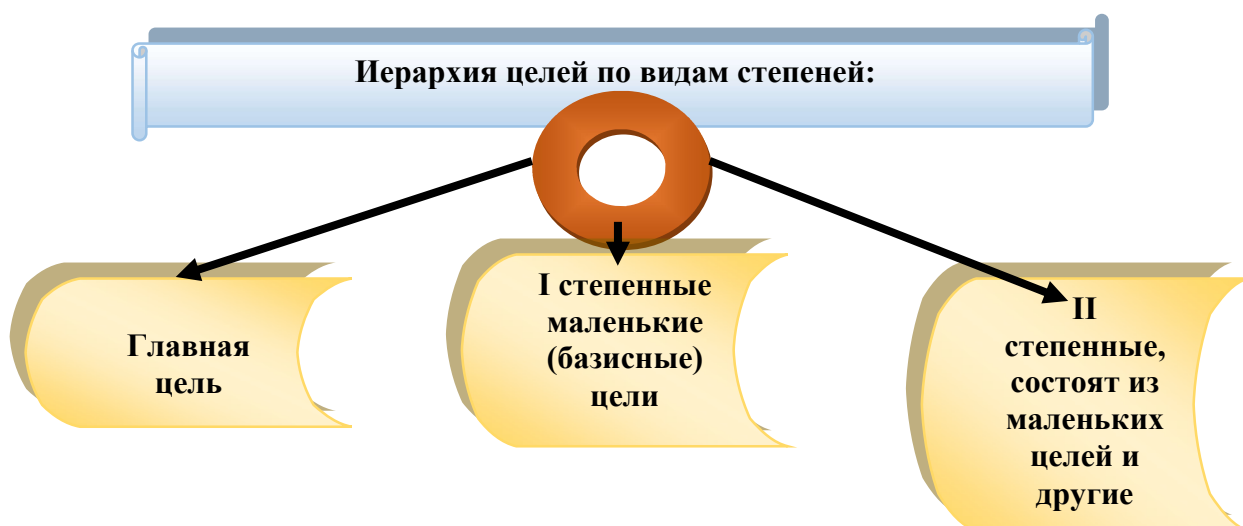 Иерархия целей по видам степеней:
Главная
цель
I степенные
маленькие
(базисные)
цели
II
степенные,
состоят из
маленьких
целей и
другие